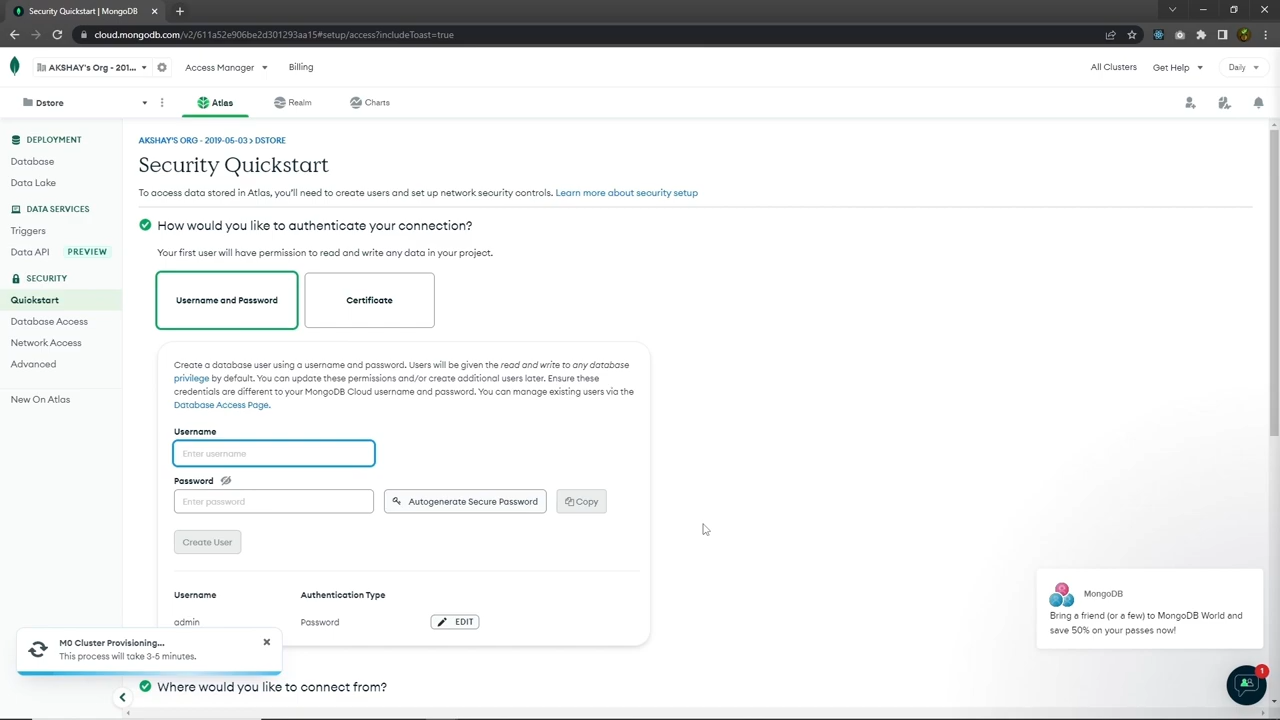 Security Quickstart | MongoDB
cloud.mongodb.com/v2/611a52e906be2d301293aa15#setup/access?includeToast=true
AKSHAY's Org - 201...
Access Manager
Billing
All Clusters
Get Help
Daily
Dstore
Atlas
Realm
Charts
DEPLOYMENT
Database
Data Lake
DATA SERVICES
Triggers
Data API PREVIEW
SECURITY
Quickstart
Database Access
Network Access
Advanced
New On Atlas
AKSHAY'S ORG - 2019-05-03 > DSTORE
Security Quickstart
To access data stored in Atlas, you'll need to create users and set up network security controls. Learn more about security setup
How would you like to authenticate your connection?
Your first user will have permission to read and write any data in your project.
Username and Password
Certificate
Create a database user using a username and password. Users will be given the read and write to any database
privilege by default. You can update these permissions and/or create additional users later. Ensure these
credentials are different to your MongoDB Cloud username and password. You can manage existing users via the
Database Access Page.
Username
Enter username
Password
Enter password
Autogenerate Secure Password
Copy
Create User
Username Authentication Type
admin Password EDIT
M0 Cluster Provisioning...
This process will take 3-5 minutes.
Where would you like to connect from?
MongoDB
Bring a friend (or a few) to MongoDB World and
save 50% on your passes now!
1